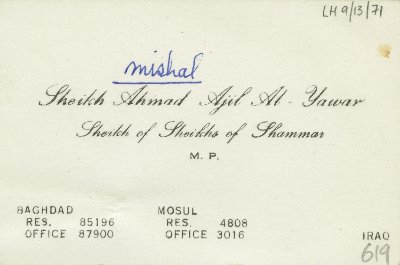 LH 9/13/71
mishal
Sheikh Ahmad Ajil Al-Yawar
Sheikh of Sheikhs of Shammar
M. P.
BAGHDAD
RES. 85196
OFFICE 87900
MOSUL
RES. 4808
OFFICE 3016
IRAQ
619